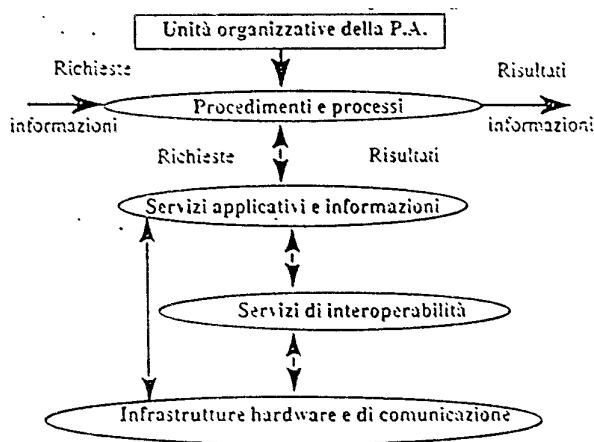 Unità organizzative della P.A.
Richieste
Risultati
Procedimenti e processi
informazioni
informazioni
Richieste
Risultati
Servizi applicativi e informazioni
Servizi di interoperabilità
Infrastrutture hardware e di comunicazione